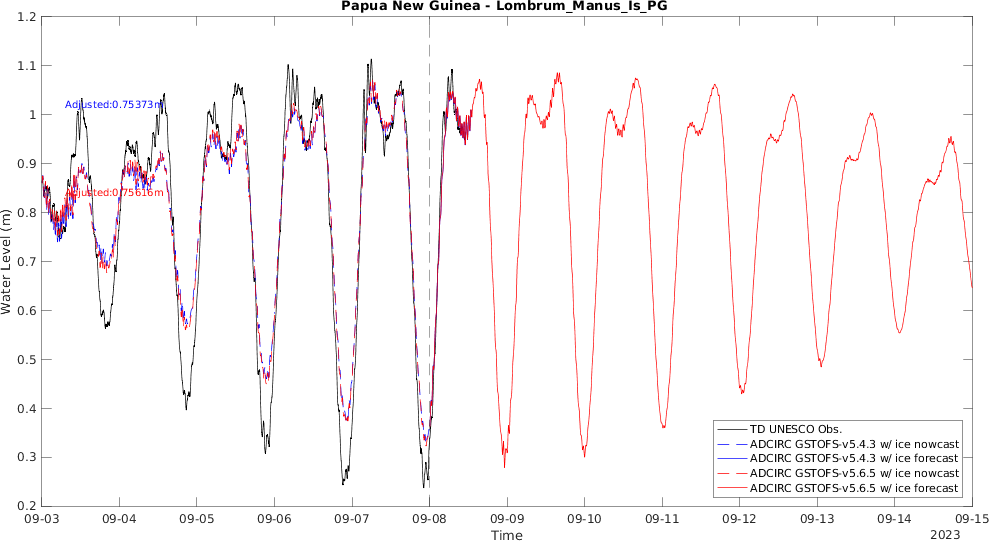 Papua New Guinea - Lombrum_Manus_Is_PG
1.2
1.1
1
0.9
0.8
0.7
0.6
0.5
0.4
0.3
0.2
Water Level (m)
Adjusted:0.75373m
Adjusted:0.75616m
TD UNESCO Obs.
ADCIRC GSTOFS-v5.4.3 w/ ice nowcast
ADCIRC GSTOFS-v5.4.3 w/ ice forecast
ADCIRC GSTOFS-v5.6.5 w/ ice nowcast
ADCIRC GSTOFS-v5.6.5 w/ ice forecast
09-03 09-04 09-05 09-06 09-07 09-08 09-09 09-10 09-11 09-12 09-13 09-14 09-15
Time
2023